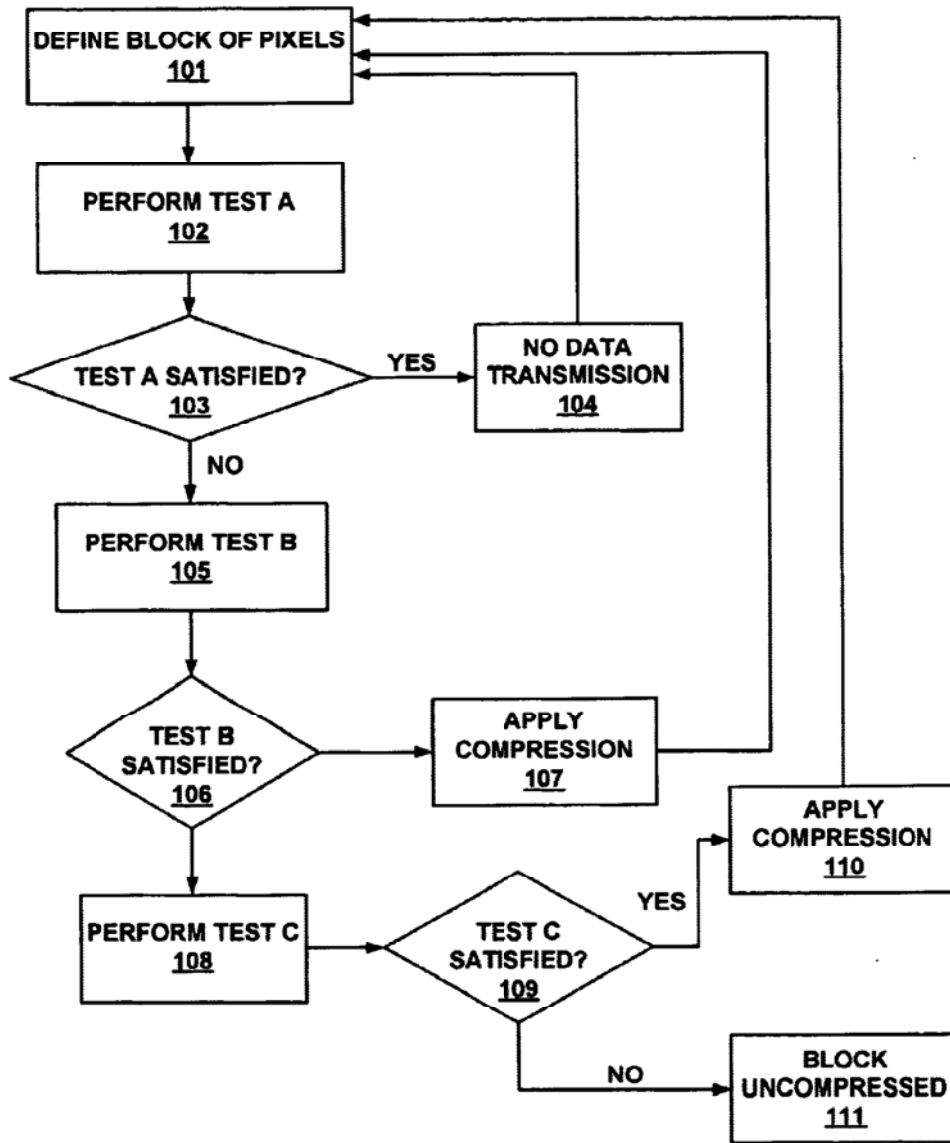 DEFINE BLOCK OF PIXELS
101
PERFORM TEST A
102
TEST A SATISFIED?
103
YES
NO DATA
TRANSMISSION
104
NO
PERFORM TEST B
105
TEST B
SATISFIED?
106
APPLY
COMPRESSION
107
PERFORM TEST C
108
TEST C
SATISFIED?
109
YES
APPLY
COMPRESSION
110
NO
BLOCK
UNCOMPRESSED
111